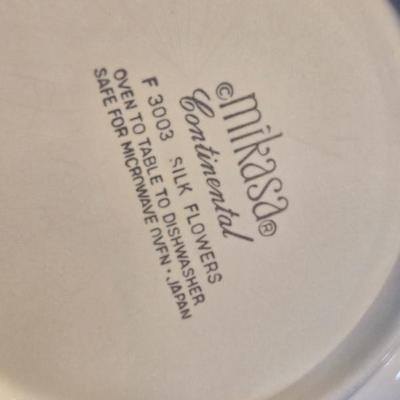 ©mikasa®
Continental
F 3003 SILK FLOWERS
OVEN TO TABLE TO DISHWASHER
SAFE FOR MICROWAVE OVEN · JAPAN